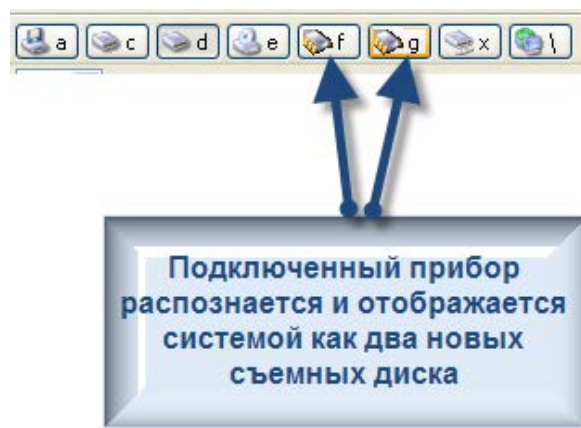 a c d e f g x \
Подключенный прибор
распознается и отображается
системой как два новых
съемных диска